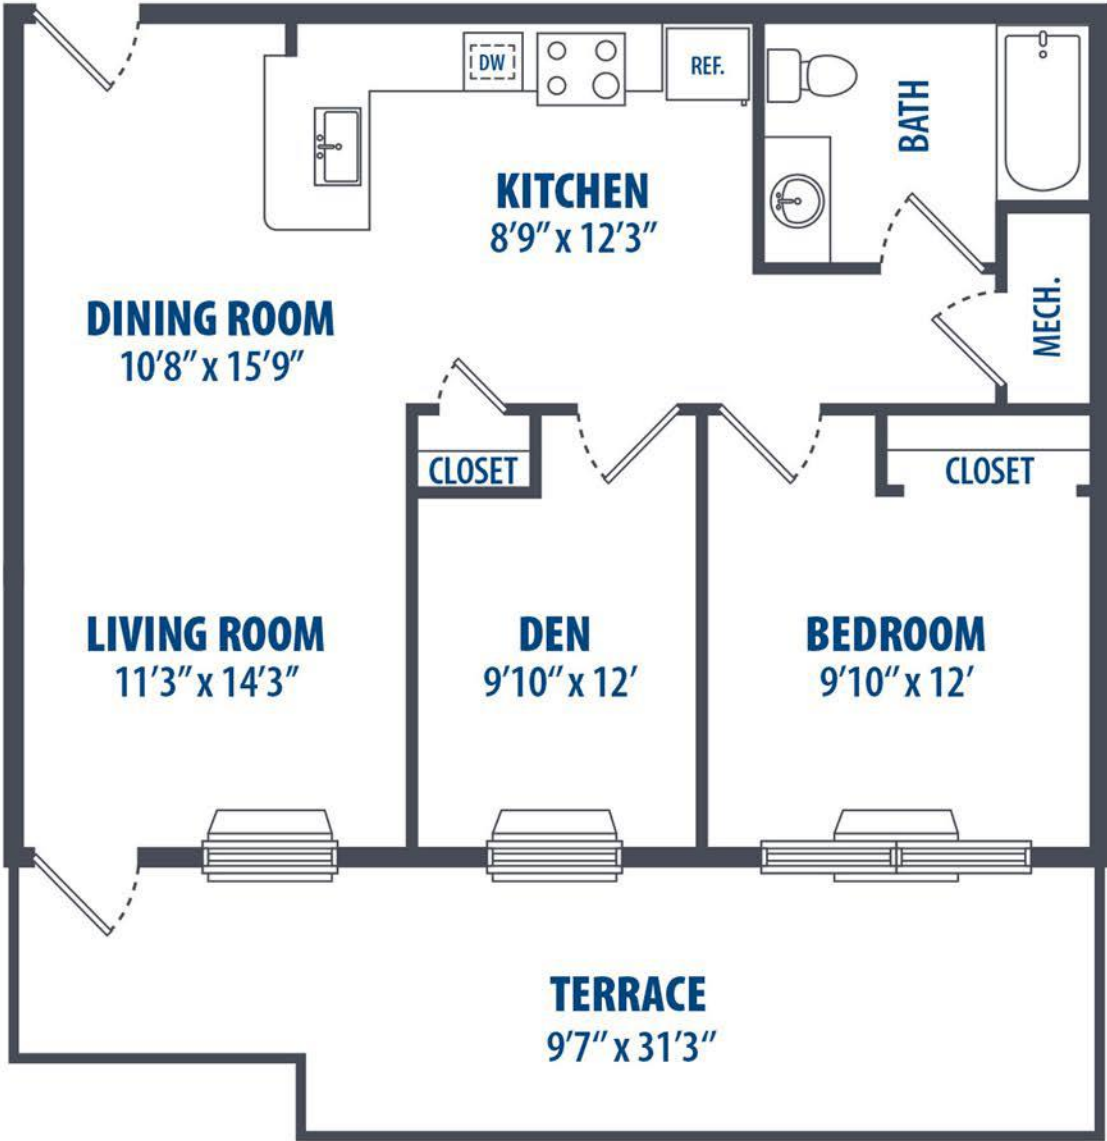 DW
REF.
BATH
KITCHEN
8'9" x 12'3"
MECH.
DINING ROOM
10'8" x 15'9"
CLOSET
CLOSET
LIVING ROOM
11'3" x 14'3"
DEN
9'10" x 12'
BEDROOM
9'10" x 12'
TERRACE
9'7" x 31'3"